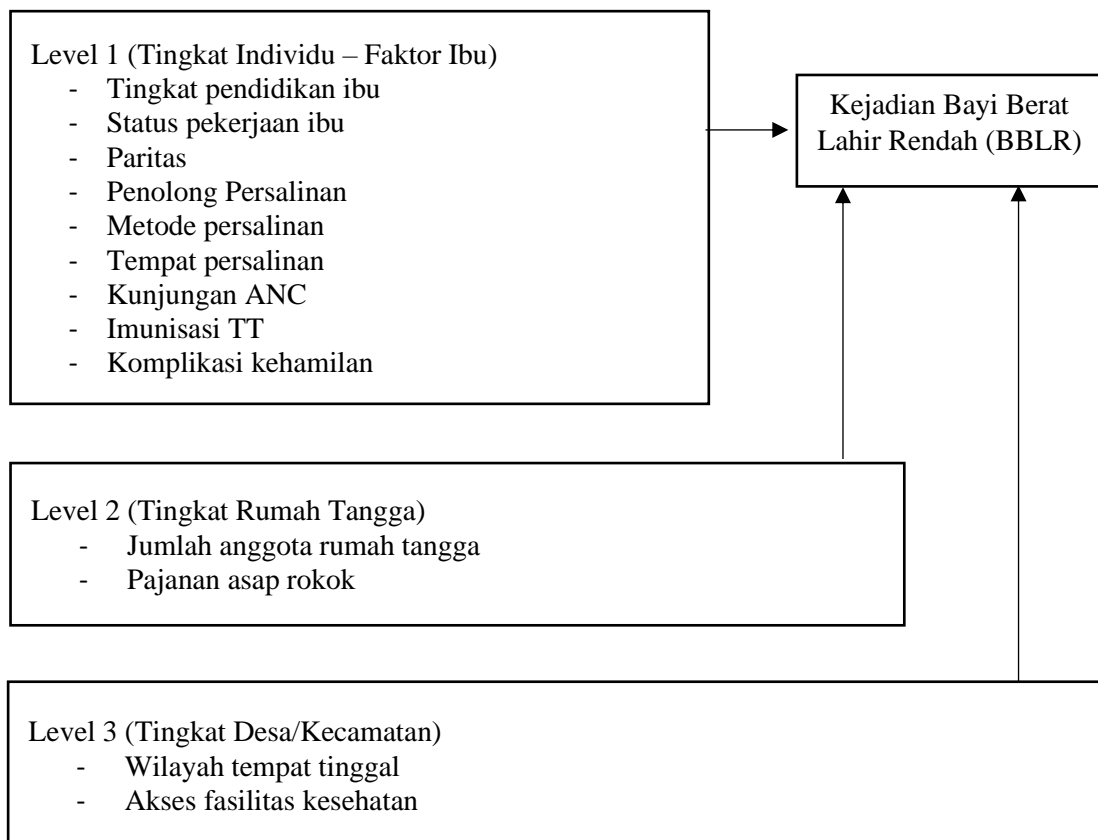 Level 1 (Tingkat Individu – Faktor Ibu)
- Tingkat pendidikan ibu
- Status pekerjaan ibu
- Paritas
- Penolong Persalinan
- Metode persalinan
- Tempat persalinan
- Kunjungan ANC
- Imunisasi TT
- Komplikasi kehamilan
Kejadian Bayi Berat
Lahir Rendah (BBLR)
Level 2 (Tingkat Rumah Tangga)
- Jumlah anggota rumah tangga
- Pajanan asap rokok
Level 3 (Tingkat Desa/Kecamatan)
- Wilayah tempat tinggal
- Akses fasilitas kesehatan